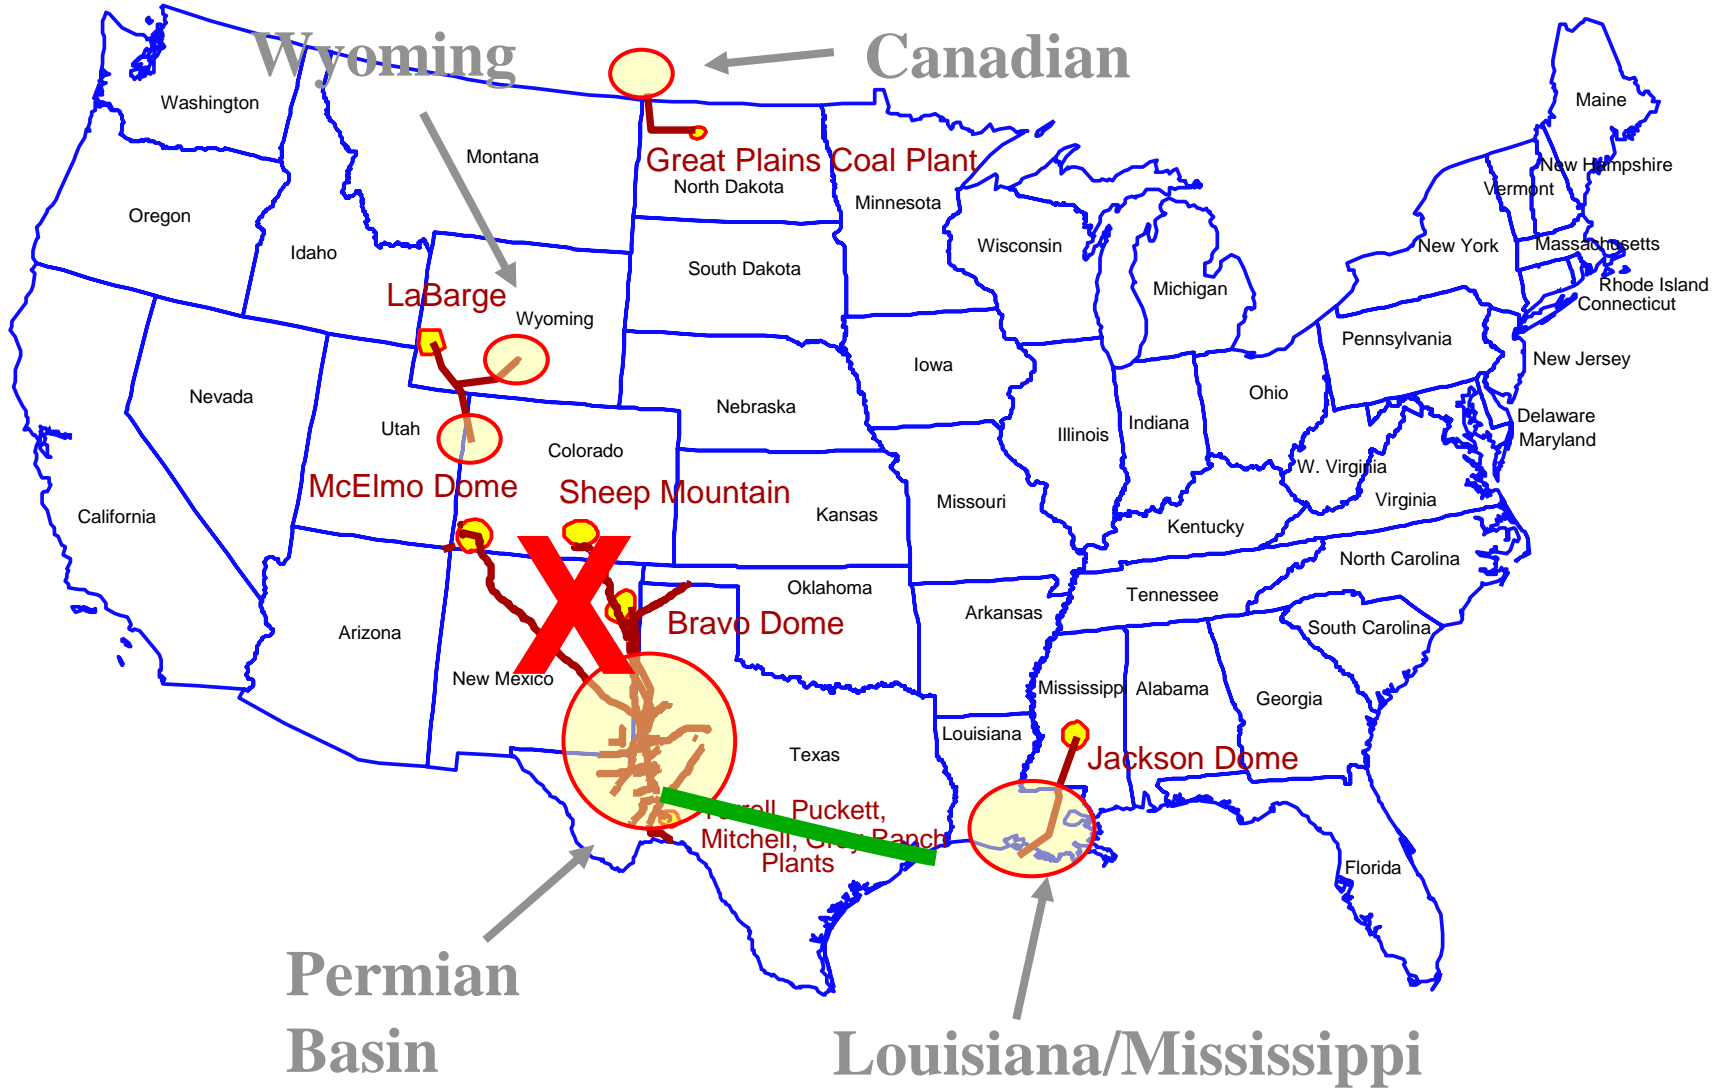 Wyoming
Canadian
Washington
Maine
Montana
Great Plains Coal Plant
New Hampshire
North Dakota
Vermont
Minnesota
Oregon
Wisconsin
New York
Massachusetts
Idaho
South Dakota
Michigan
Rhode Island
LaBarge
Connecticut
Wyoming
Pennsylvania
New Jersey
Iowa
Nevada
Nebraska
Ohio
Delaware
Utah
Indiana
Maryland
Colorado
Illinois
W. Virginia
McElmo Dome
Sheep Mountain
Virginia
California
Kansas
Missouri
Kentucky
North Carolina
Oklahoma
Tennessee
X
Arkansas
Arizona
Bravo Dome
South Carolina
New Mexico
Mississippi
Alabama
Georgia
Louisiana
Texas
Jackson Dome
Puckett,
Mitchell, Grey Ranch
Plants
Florida
Permian
Basin
Louisiana/Mississippi